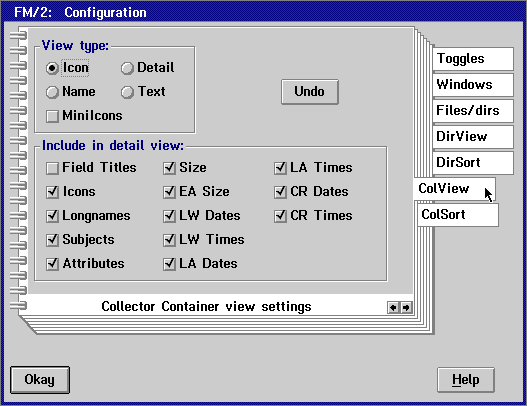 FM/2: Configuration
View type:
Icon Detail
Name Text
MiniIcons
Undo
Include in detail view:
Field Titles Size LA Times
Icons EA Size CR Dates
Longnames LW Dates CR Times
Subjects LW Times
Attributes LA Dates
Collector Container view settings
Toggles
Windows
Files/dirs
DirView
DirSort
ColView
ColSort
Okay Help